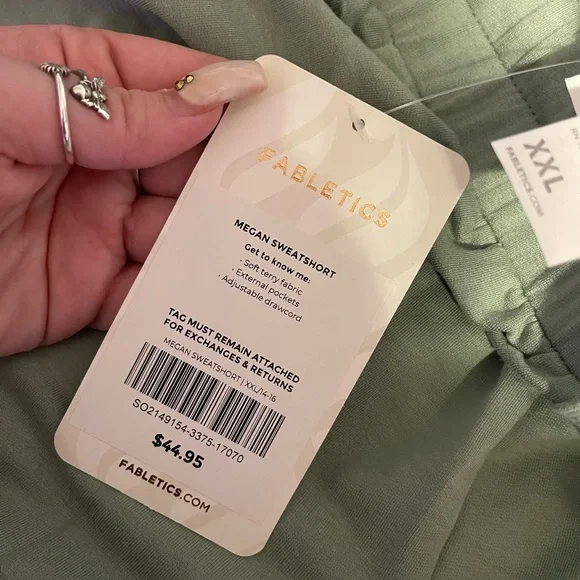 FABLETICS
MEGAN SWEATSHORT
Get to know me:
- Soft terry fabric
- External pockets
- Adjustable drawcord
TAG MUST REMAIN ATTACHED
FOR EXCHANGES & RETURNS
MEGAN SWEATSHORT | XXL/14-16
SO2149154-3375-17070
$44.95
FABLETICS.COM
XXL
FABLETICS.COM